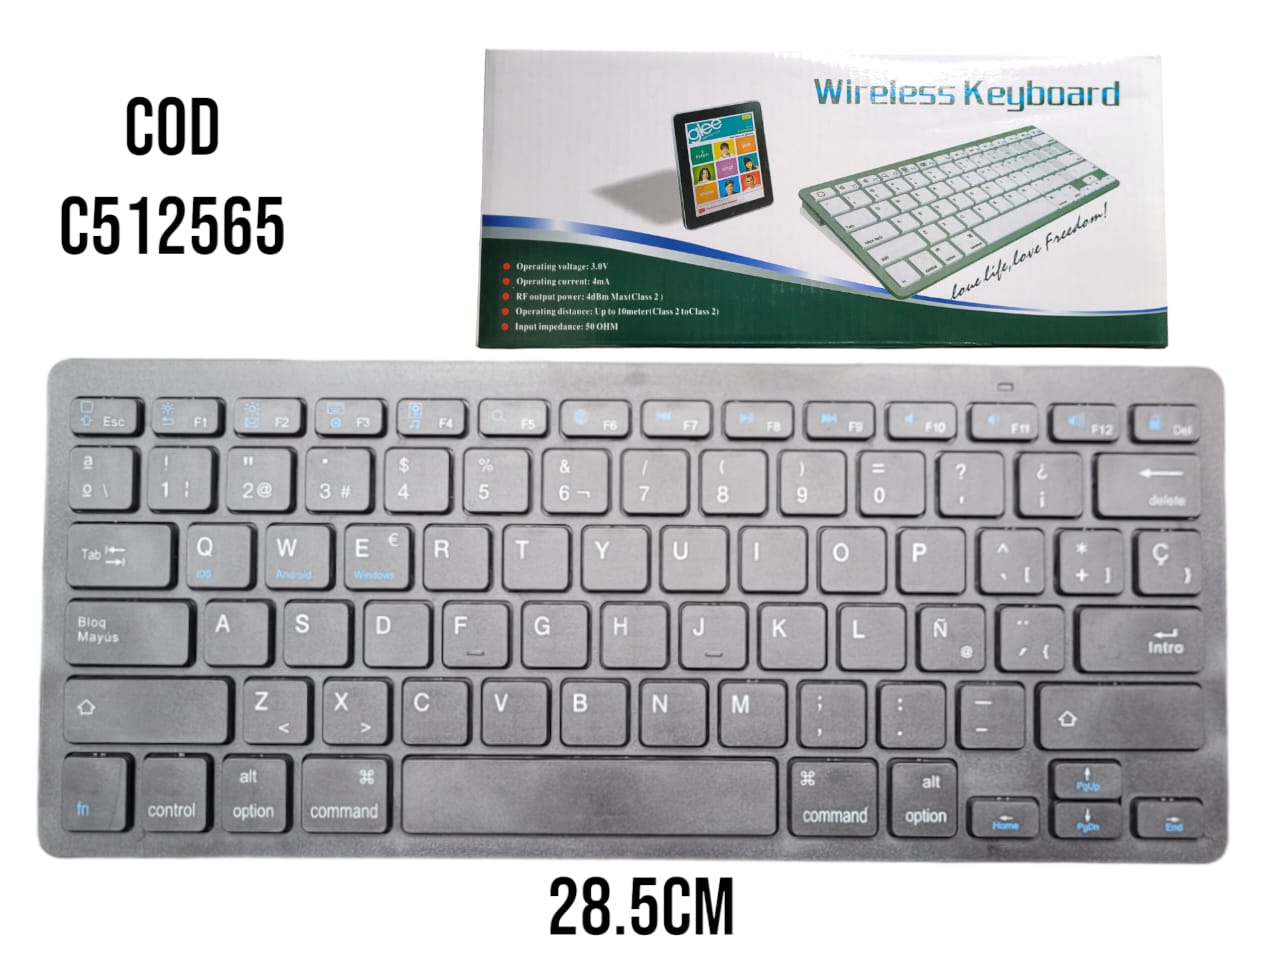 COD
C512565
Wireless Keyboard
glee
love life, love Freedom!
Operating voltage: 3.0V
Operating current: 4mA
RF output power: 4dBm Max(Class 2 )
Operating distance: Up to 10meter(Class 2 toClass 2)
Input impedance: 50 OHM
Esc F1 F2 F3 F4 F5 F6 F7 F8 F9 F10 F11 F12 Del
ª ! " · $ % & / ( ) = ? ¿
º \ 1 ¦ 2 @ 3 # 4 5 6 ¬ 7 8 9 0 ' ¡ delete
Tab Q W E € R T Y U I O P ^ * Ç
iOS Android Windows ` [ + ] }
Bloq A S D F G H J K L Ñ ¨
Mayús @ ´ { Intro
Z X C V B N M ; : —
< > , . –
alt ⌘ ⌘ alt PgUp
fn control option command command option Home PgDn End
28.5CM